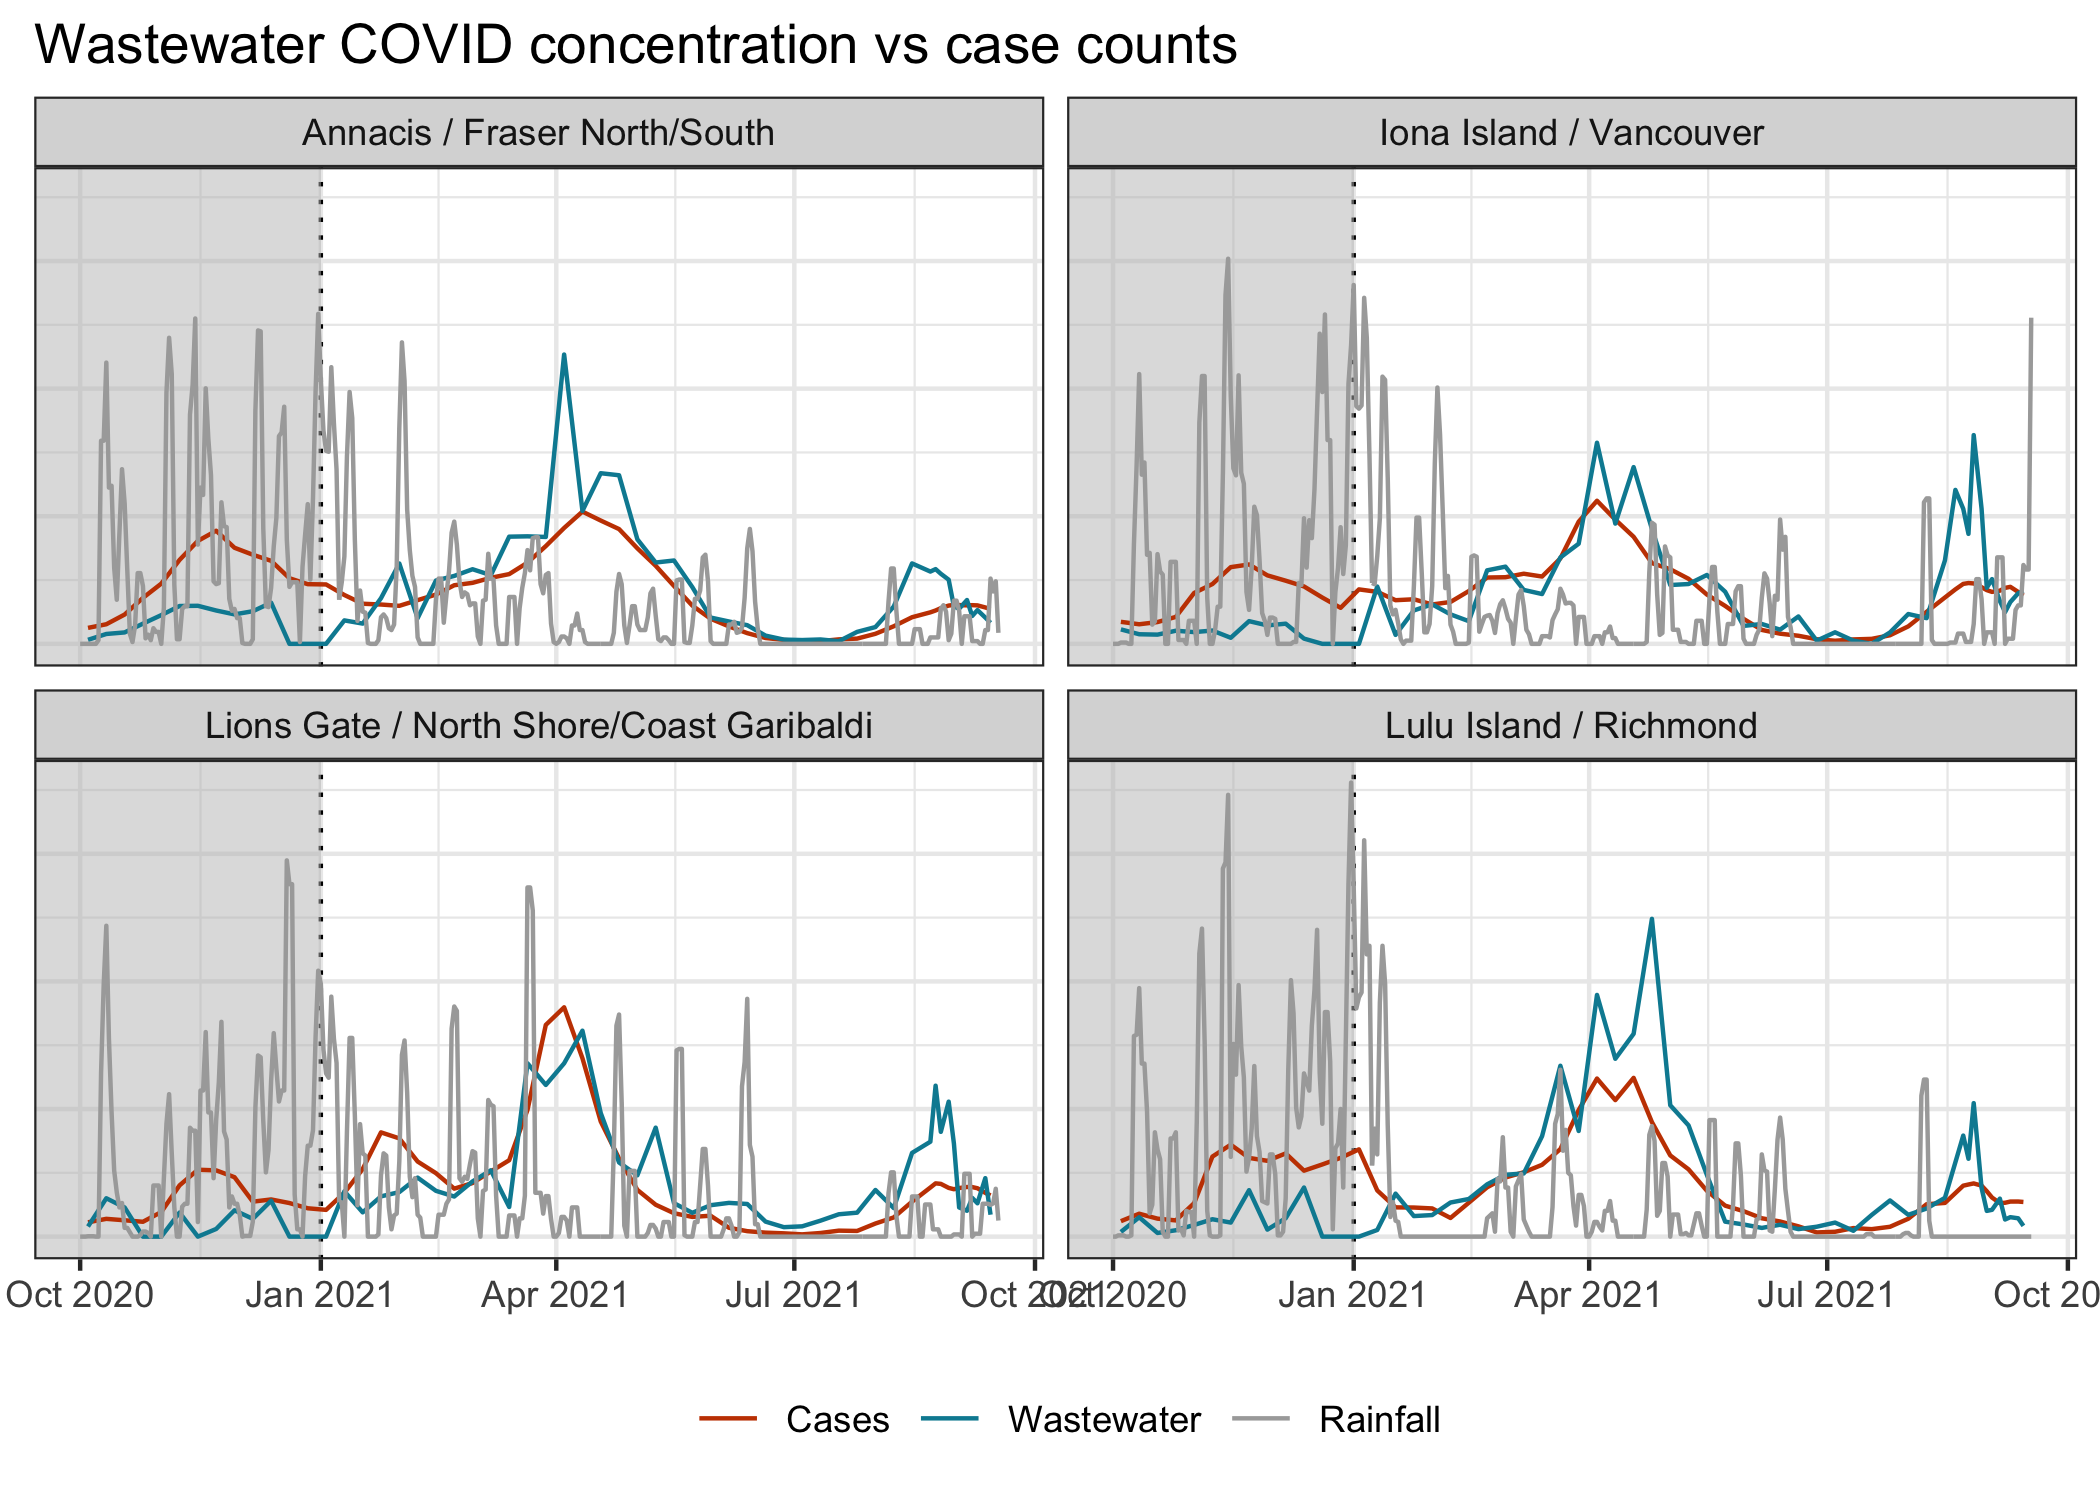 Wastewater COVID concentration vs case counts
Annacis / Fraser North/South
Iona Island / Vancouver
Lions Gate / North Shore/Coast Garibaldi
Lulu Island / Richmond
Oct 2020 Jan 2021 Apr 2021 Jul 2021 Oct 2021 Oct 2020 Jan 2021 Apr 2021 Jul 2021 Oct 20
Cases Wastewater Rainfall